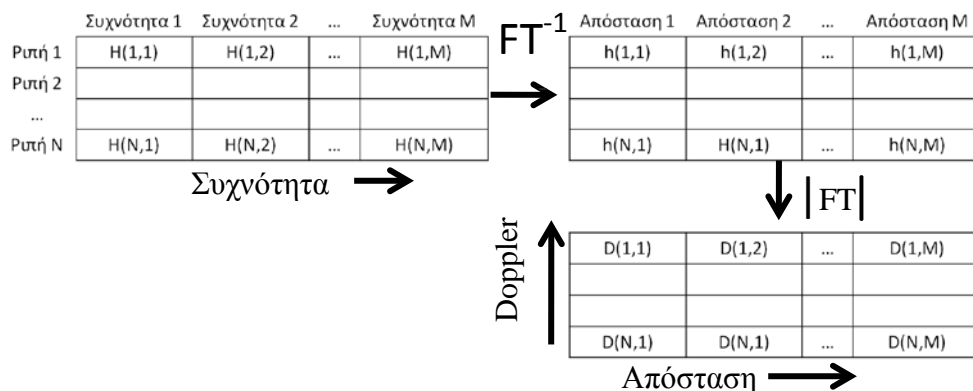 Συχνότητα 1 Συχνότητα 2 ... Συχνότητα M
Ριπή 1 H(1,1) H(1,2) ... H(1,M)
Ριπή 2
...
Ριπή N H(N,1) H(N,2) ... H(N,M)
Συχνότητα
FT-1
Απόσταση 1 Απόσταση 2 ... Απόσταση M
h(1,1) h(1,2) ... h(1,M)
h(N,1) H(N,1) ... h(N,M)
|FT|
Doppler
D(1,1) D(1,2) ... D(1,M)
D(N,1) D(N,1) ... D(N,M)
Απόσταση